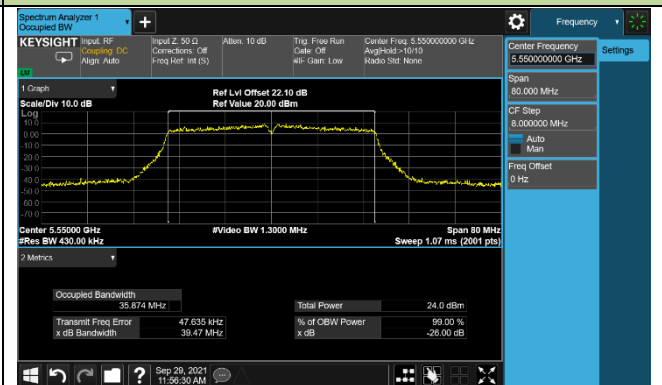 Spectrum Analyzer 1
Occupied BW
Frequency
KEYSIGHT
Input: RF
Coupling: DC
Align: Auto
Input Z: 50 Ω
Corrections: Off
Freq Ref: Int (S)
Atten: 10 dB
Trig: Free Run
Gate: Off
#IF Gain: Low
Center Freq: 5.550000000 GHz
Avg|Hold:>10/10
Radio Std: None
LXI
Center Frequency
5.550000000 GHz
Settings
Span
80.000 MHz
CF Step
8.000000 MHz
Auto
Man
Freq Offset
0 Hz
1 Graph
Scale/Div 10.0 dB
Ref Lvl Offset 22.10 dB
Ref Value 20.00 dBm
Log
10.0
0.00
-10.0
-20.0
-30.0
-40.0
-50.0
-60.0
-70.0
Center 5.55000 GHz
#Video BW 1.3000 MHz
Span 80 MHz
#Res BW 430.00 kHz
Sweep 1.07 ms (2001 pts)
2 Metrics
Occupied Bandwidth
35.874 MHz
Total Power
24.0 dBm
Transmit Freq Error
47.635 kHz
% of OBW Power
99.00 %
x dB Bandwidth
39.47 MHz
x dB
-26.00 dB
?
Sep 29, 2021
11:56:30 AM